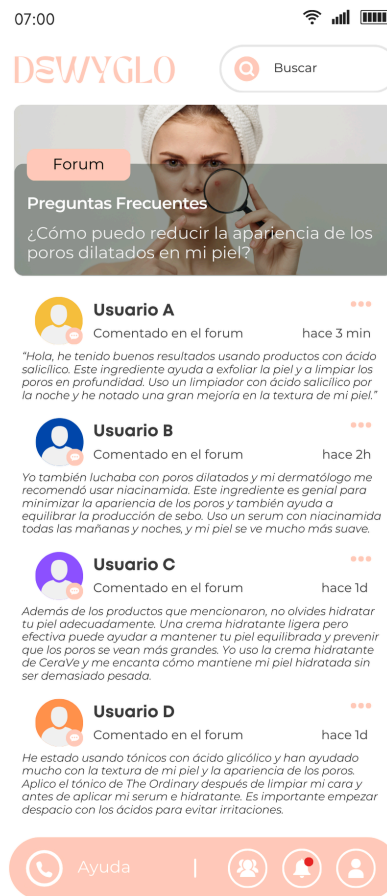 07:00
DEWYGLO
Buscar
Forum
Preguntas Frecuentes
¿Cómo puedo reducir la apariencia de los
poros dilatados en mi piel?
Usuario A
Comentado en el forum hace 3 min
“Hola, he tenido buenos resultados usando productos con ácido
salicílico. Este ingrediente ayuda a exfoliar la piel y a limpiar los
poros en profundidad. Uso un limpiador con ácido salicílico por
la noche y he notado una gran mejoría en la textura de mi piel.”
Usuario B
Comentado en el forum hace 2h
Yo también luchaba con poros dilatados y mi dermatólogo me
recomendó usar niacinamida. Este ingrediente es genial para
minimizar la apariencia de los poros y también ayuda a
equilibrar la producción de sebo. Uso un serum con niacinamida
todas las mañanas y noches, y mi piel se ve mucho más suave.
Usuario C
Comentado en el forum hace 1d
Además de los productos que mencionaron, no olvides hidratar
tu piel adecuadamente. Una crema hidratante ligera pero
efectiva puede ayudar a mantener tu piel equilibrada y prevenir
que los poros se vean más grandes. Yo uso la crema hidratante
de CeraVe y me encanta cómo mantiene mi piel hidratada sin
ser demasiado pesada.
Usuario D
Comentado en el forum hace 1d
He estado usando tónicos con ácido glicólico y han ayudado
mucho con la textura de mi piel y la apariencia de los poros.
Aplico el tónico de The Ordinary después de limpiar mi cara y
antes de aplicar mi serum e hidratante. Es importante empezar
despacio con los ácidos para evitar irritaciones.
Ayuda